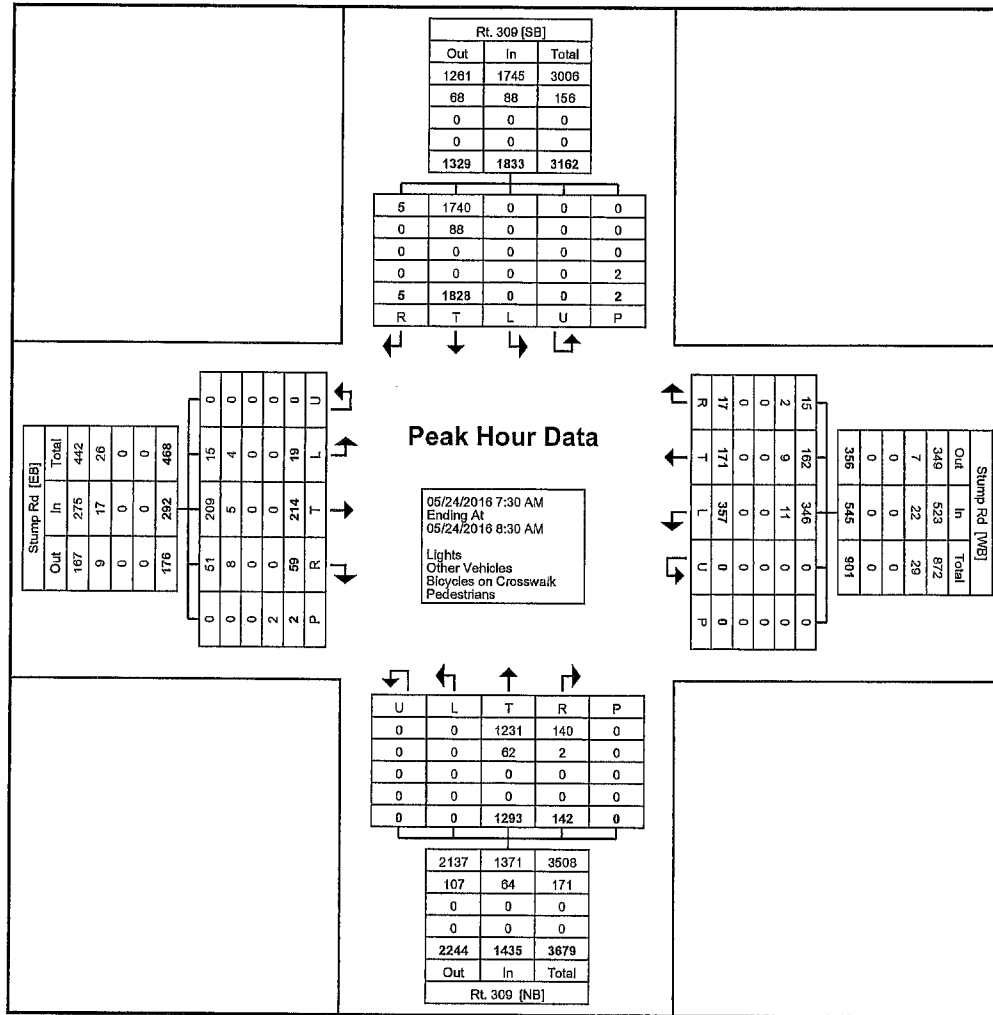 Rt. 309 [SB]
Out In Total
1261 1745 3006
68 88 156
0 0 0
0 0 0
1329 1833 3162
5 1740 0 0 0
0 88 0 0 0
0 0 0 0 0
0 0 0 0 2
5 1828 0 0 2
R T L U P
Stump Rd [EB]
Out In Total
167 275 442
9 17 26
0 0 0
0 0 0
176 292 468
0 51 209 15 0
0 8 5 4 0
0 0 0 0 0
2 0 0 0 0
2 59 214 19 0
P R T L U
Peak Hour Data
05/24/2016 7:30 AM
Ending At
05/24/2016 8:30 AM
Lights
Other Vehicles
Bicycles on Crosswalk
Pedestrians
Stump Rd [WB]
Out In Total
349 523 872
7 22 29
0 0 0
0 0 0
356 545 901
15 162 346 0 0
2 9 11 0 0
0 0 0 0 0
0 0 0 0 0
17 171 357 0 0
R T L U P
U L T R P
0 0 1231 140 0
0 0 62 2 0
0 0 0 0 0
0 0 0 0 0
0 0 1293 142 0
2137 1371 3508
107 64 171
0 0 0
0 0 0
2244 1435 3679
Out In Total
Rt. 309 [NB]